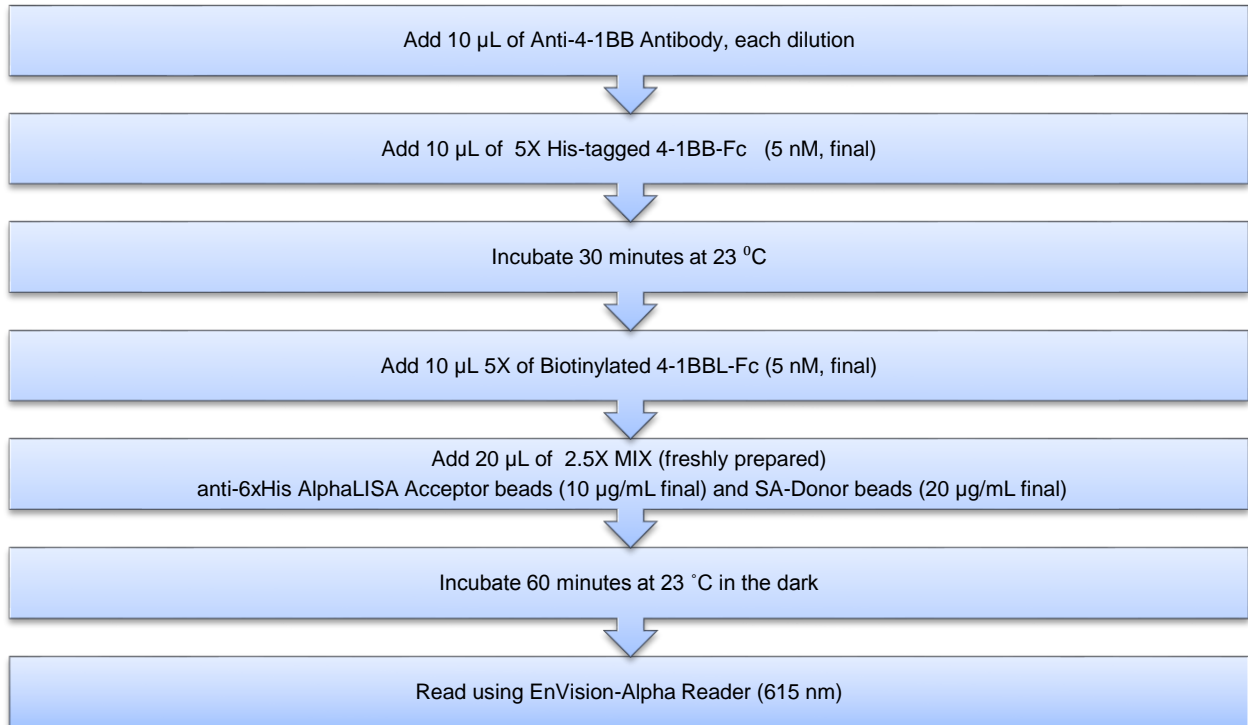 Add 10 µL of Anti-4-1BB Antibody, each dilution
Add 10 µL of 5X His-tagged 4-1BB-Fc (5 nM, final)
Incubate 30 minutes at 23 ⁰C
Add 10 µL 5X of Biotinylated 4-1BBL-Fc (5 nM, final)
Add 20 µL of 2.5X MIX (freshly prepared)
anti-6xHis AlphaLISA Acceptor beads (10 µg/mL final) and SA-Donor beads (20 µg/mL final)
Incubate 60 minutes at 23 ˚C in the dark
Read using EnVision-Alpha Reader (615 nm)